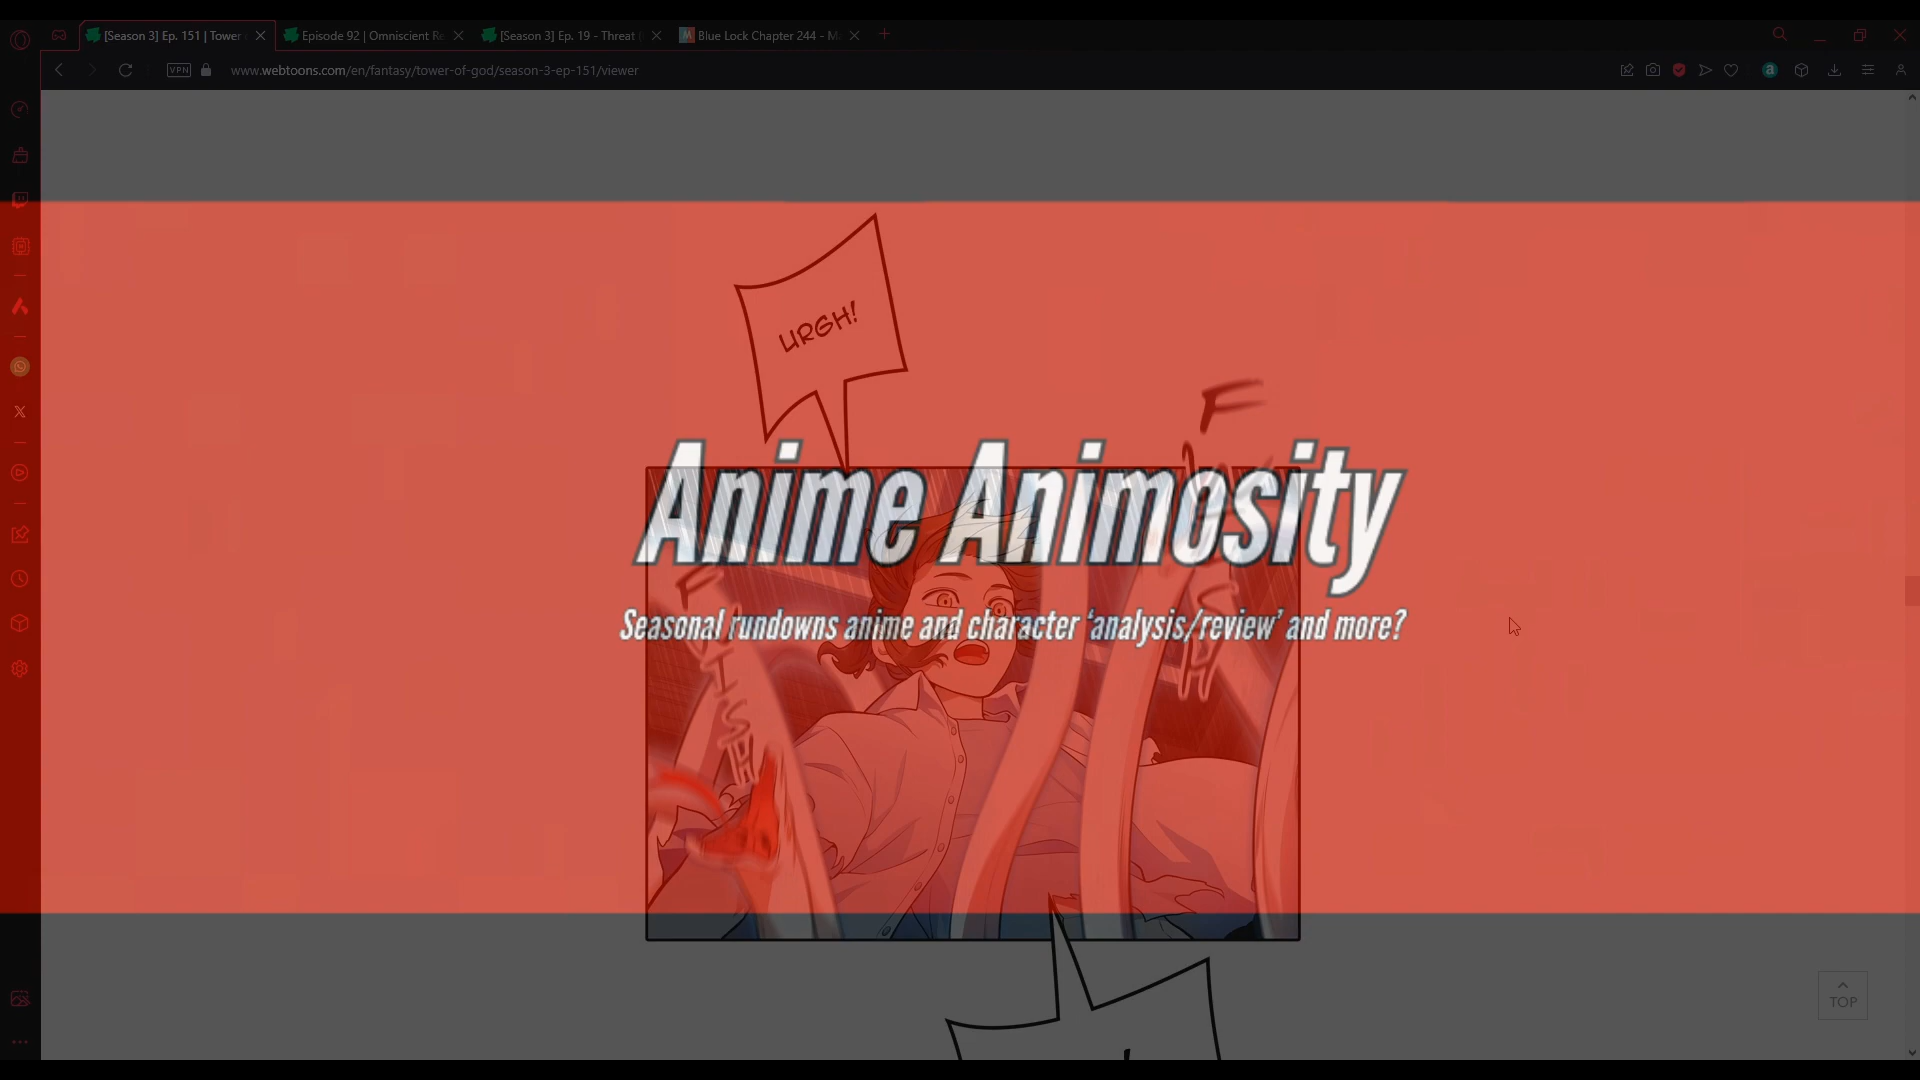 [Season 3] Ep. 151 | Tower
Episode 92 | Omniscient Re
[Season 3] Ep. 19 - Threat
Blue Lock Chapter 244 - M
VPN
www.webtoons.com/en/fantasy/tower-of-god/season-3-ep-151/viewer
URGH!
Anime Animosity
Seasonal rundowns anime and character ‘analysis/review’ and more?
TOP